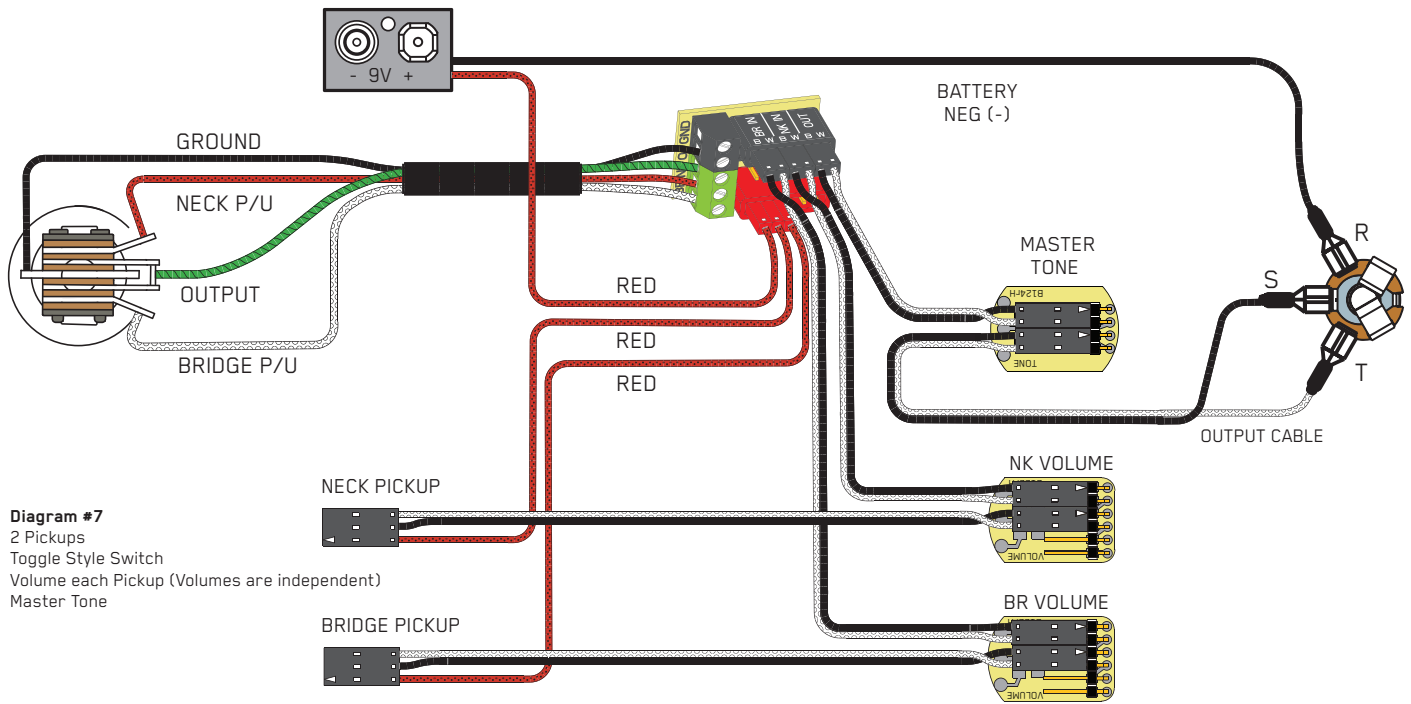 - 9V +
BATTERY
NEG (-)
GROUND
NECK P/U
OUTPUT
BRIDGE P/U
GND
BR IN
NK IN
OUT
B W B W B W
RED
RED
RED
MASTER
TONE
B124rH
TONE
R
S
T
OUTPUT CABLE
NECK PICKUP
NK VOLUME
VOLUME
Diagram #7
2 Pickups
Toggle Style Switch
Volume each Pickup (Volumes are independent)
Master Tone
BRIDGE PICKUP
BR VOLUME
VOLUME